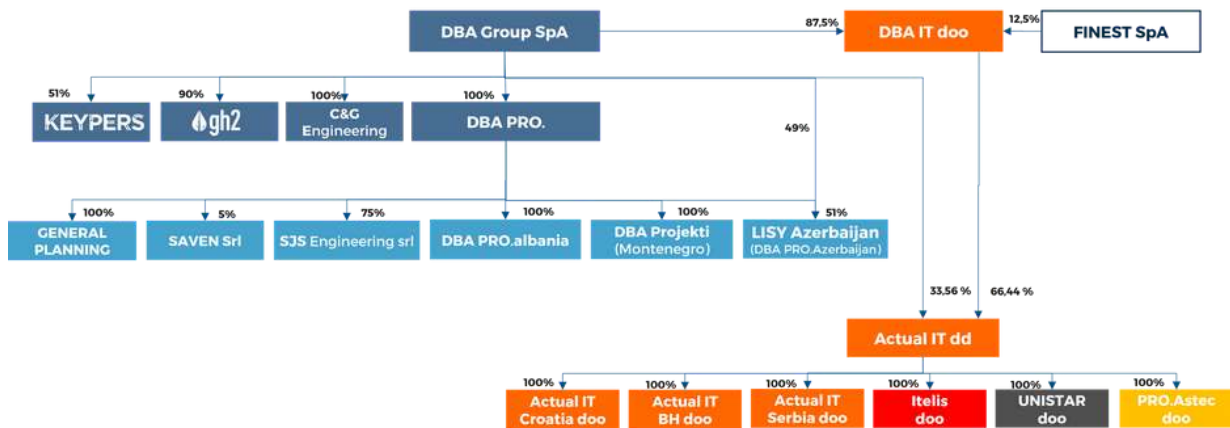 DBA Group SpA
87,5%
DBA IT doo
12,5%
FINEST SpA
51%
90%
100%
100%
KEYPERS
gh2
C&G
Engineering
DBA PRO.
49%
100%
5%
75%
100%
100%
51%
GENERAL
PLANNING
SAVEN Srl
SJS Engineering srl
DBA PRO.albania
DBA Projekti
(Montenegro)
LISY Azerbaijan
(DBA PRO.Azerbaijan)
33,56 %
66,44 %
Actual IT dd
100%
100%
100%
100%
100%
100%
Actual IT
Croatia doo
Actual IT
BH doo
Actual IT
Serbia doo
Itelis
doo
UNISTAR
doo
PRO.Astec
doo